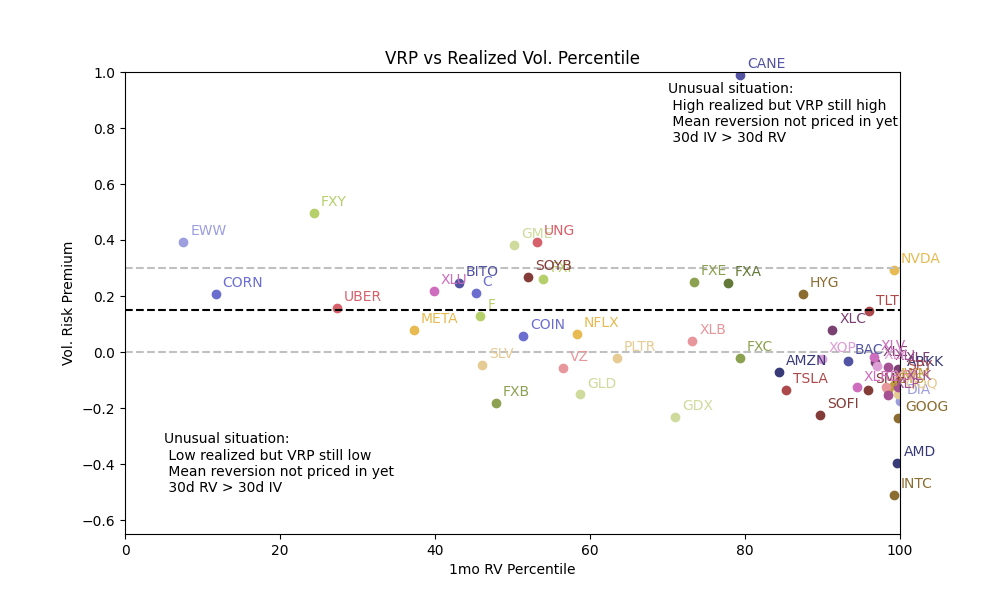 VRP vs Realized Vol. Percentile
CANE
Unusual situation:
High realized but VRP still high
Mean reversion not priced in yet
30d IV > 30d RV
FXY
EWW
GME
UNG
NVDA
SOYB
BITO
FXE
FXA
XLU
C
CORN
HYG
UBER
TLT
F
META
XLC
COIN
NFLX
XLB
PLTR
FXC
XOP
BAC
XLV
SLV
VZ
AMZN
ARKK
TSLA
XLK
GLD
FXB
DIA
GDX
SOFI
GOOG
AMD
INTC
Unusual situation:
Low realized but VRP still low
Mean reversion not priced in yet
30d RV > 30d IV
Vol. Risk Premium
1.0
0.8
0.6
0.4
0.2
0.0
−0.2
−0.4
−0.6
0
20
40
60
80
100
1mo RV Percentile